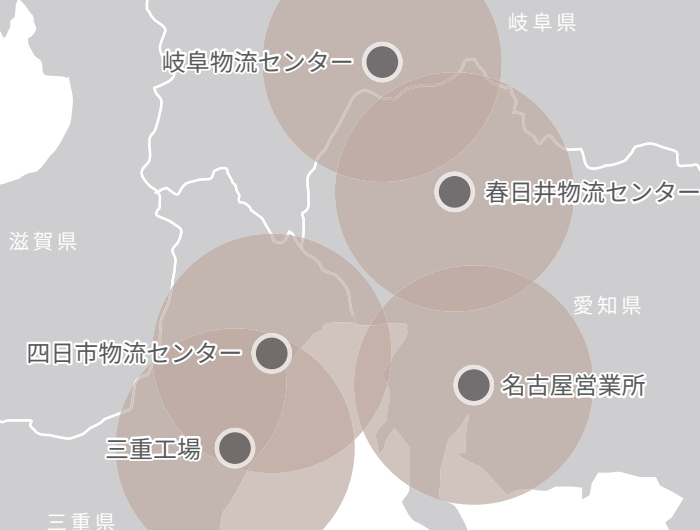 岐阜県
岐阜物流センター
春日井物流センター
滋賀県
愛知県
四日市物流センター
名古屋営業所
三重工場
三重県